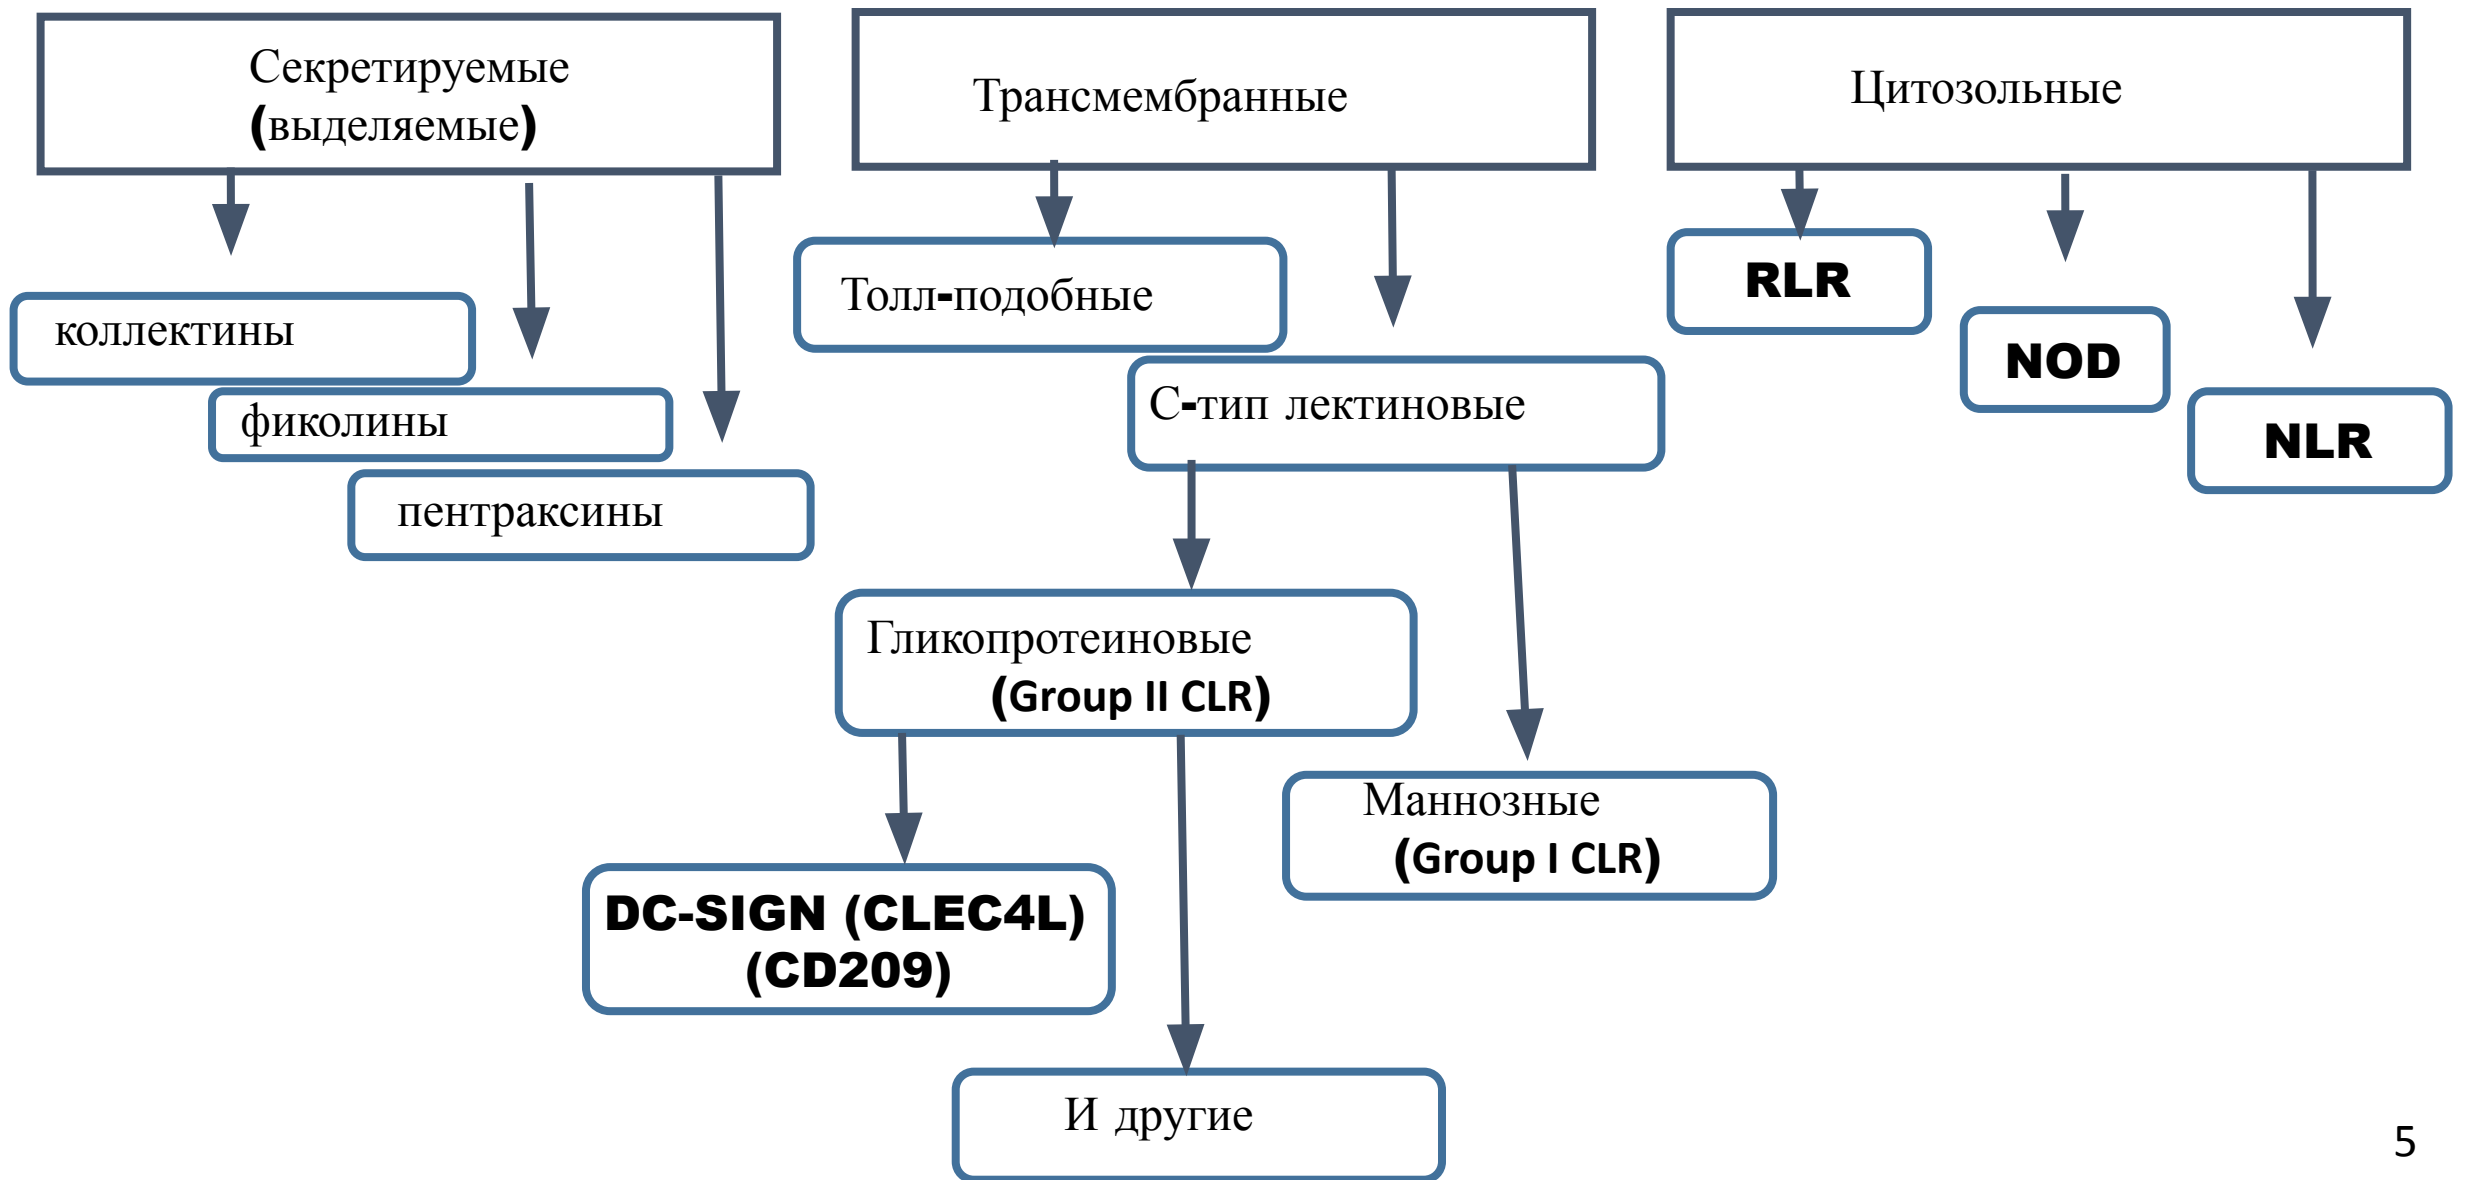 Секретируемые
(выделяемые)
Трансмембранные
Цитозольные
коллектины
фиколины
пентраксины
Толл-подобные
С-тип лектиновые
RLR
NOD
NLR
Гликопротеиновые
(Group II CLR)
Маннозные
(Group I CLR)
DC-SIGN (CLEC4L)
(CD209)
И другие
5